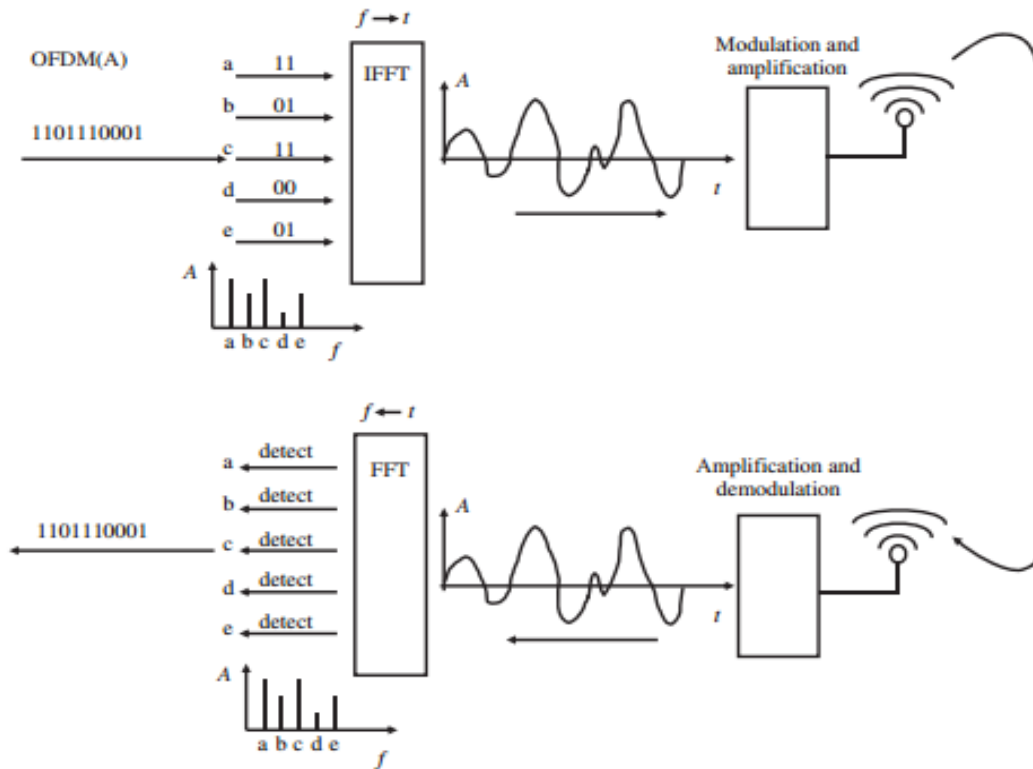 f → t
OFDM(A)
a 11
IFFT
A
Modulation and
amplification
b 01
1101110001
c 11
t
d 00
e 01
A
a b c d e
f
f ← t
a detect
FFT
A
Amplification and
demodulation
b detect
1101110001
c detect
d detect
t
e detect
A
a b c d e
f